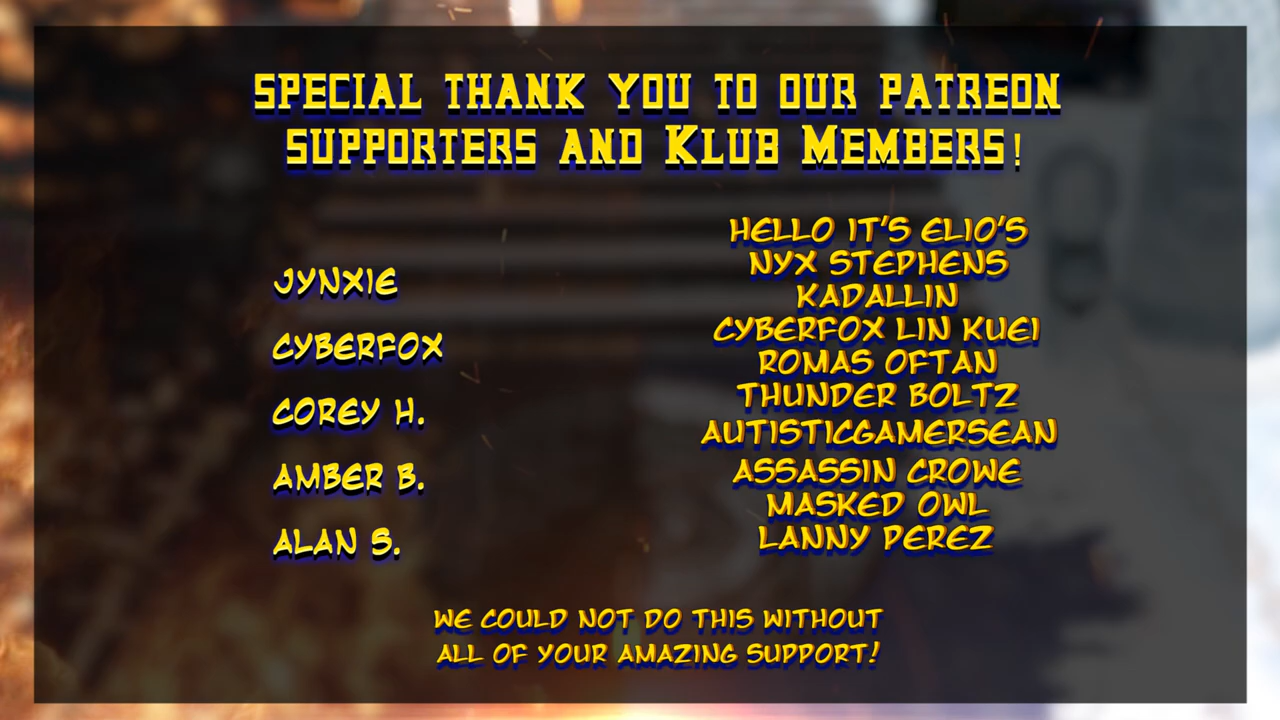 SPECIAL THANK YOU TO OUR PATREON
SUPPORTERS AND KLUB MEMBERS!
JYNXIE
CYBERFOX
COREY H.
AMBER B.
ALAN S.
HELLO IT'S ELIO'S
NYX STEPHENS
KADALLIN
CYBERFOX LIN KUEI
ROMAS OFTAN
THUNDER BOLTZ
AUTISTICGAMERSEAN
ASSASSIN CROWE
MASKED OWL
LANNY PEREZ
WE COULD NOT DO THIS WITHOUT
ALL OF YOUR AMAZING SUPPORT!